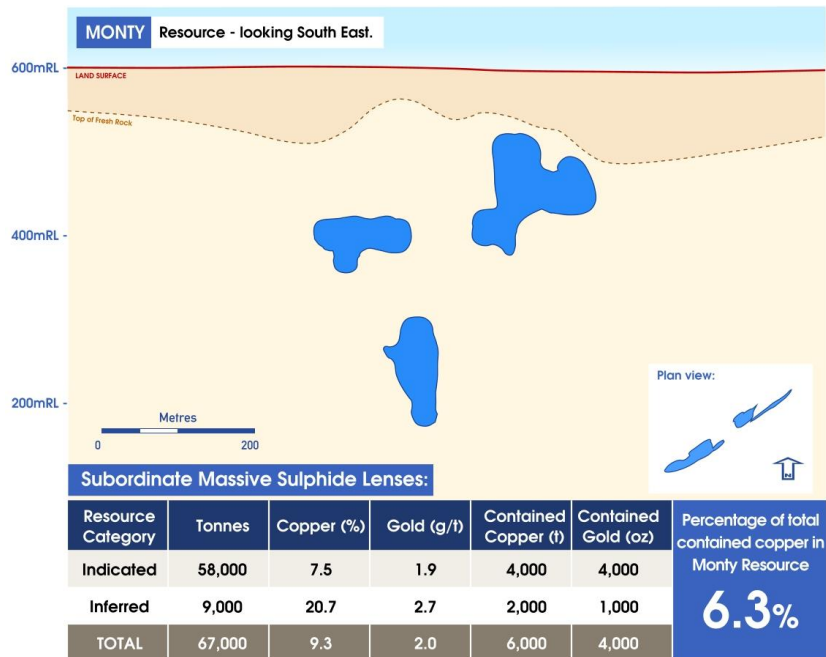 MONTY Resource - looking South East.
600mRL -
LAND SURFACE
Top of Fresh Rock
400mRL -
200mRL -
Plan view:
N
Metres
0 200
Subordinate Massive Sulphide Lenses:
Resource Category Tonnes Copper (%) Gold (g/t) Contained Copper (t) Contained Gold (oz)
Indicated 58,000 7.5 1.9 4,000 4,000
Inferred 9,000 20.7 2.7 2,000 1,000
TOTAL 67,000 9.3 2.0 6,000 4,000
Percentage of total
contained copper in
Monty Resource
6.3%